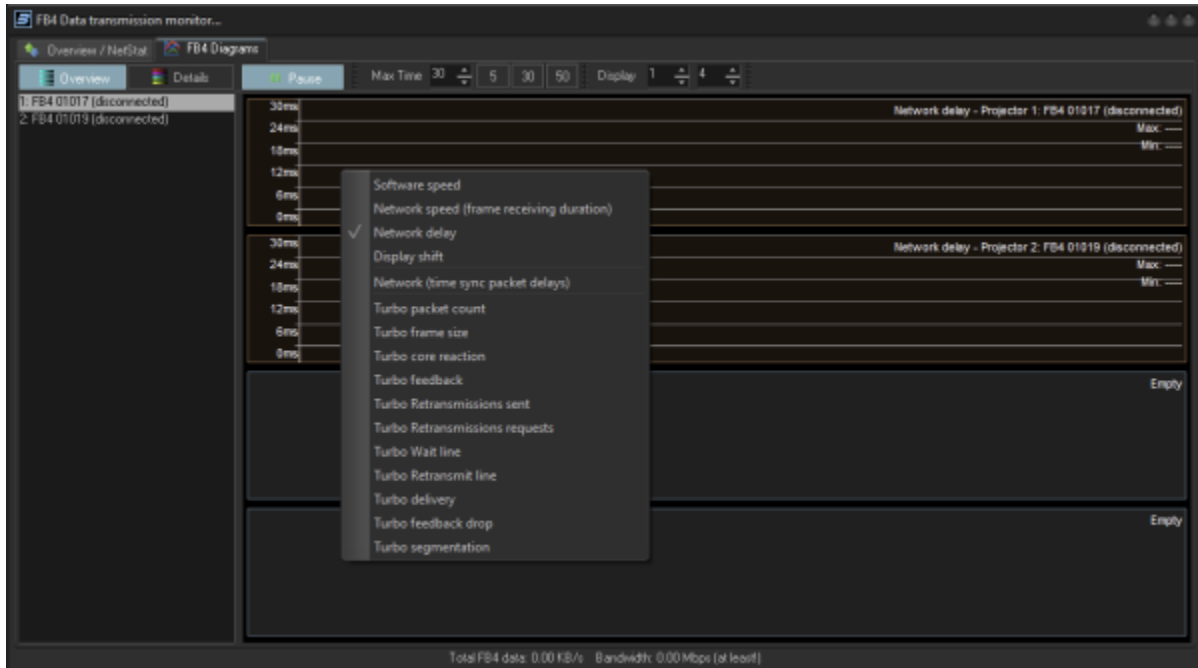 FB4 Data transmission monitor...
Overview / NetStat FB4 Diagrams
Overview Details Pause Max Time 30 5 30 50 Display 1 4
1: FB4 01017 (disconnected)
2: FB4 01019 (disconnected)
30ms Network delay - Projector 1: FB4 01017 (disconnected)
24ms Max: ----
18ms Min: ----
12ms
6ms
0ms
30ms Network delay - Projector 2: FB4 01019 (disconnected)
24ms Max: ----
18ms Min: ----
12ms
6ms
0ms
Software speed
Network speed (frame receiving duration)
Network delay
Display shift
Network (time sync packet delays)
Turbo packet count
Turbo frame size
Turbo core reaction
Turbo feedback
Turbo Retransmissions sent
Turbo Retransmissions requests
Turbo Wait line
Turbo Retransmit line
Turbo delivery
Turbo feedback drop
Turbo segmentation
Empty
Empty
Total FB4 data: 0.00 KB/s Bandwidth: 0.00 Mbps (at least!)